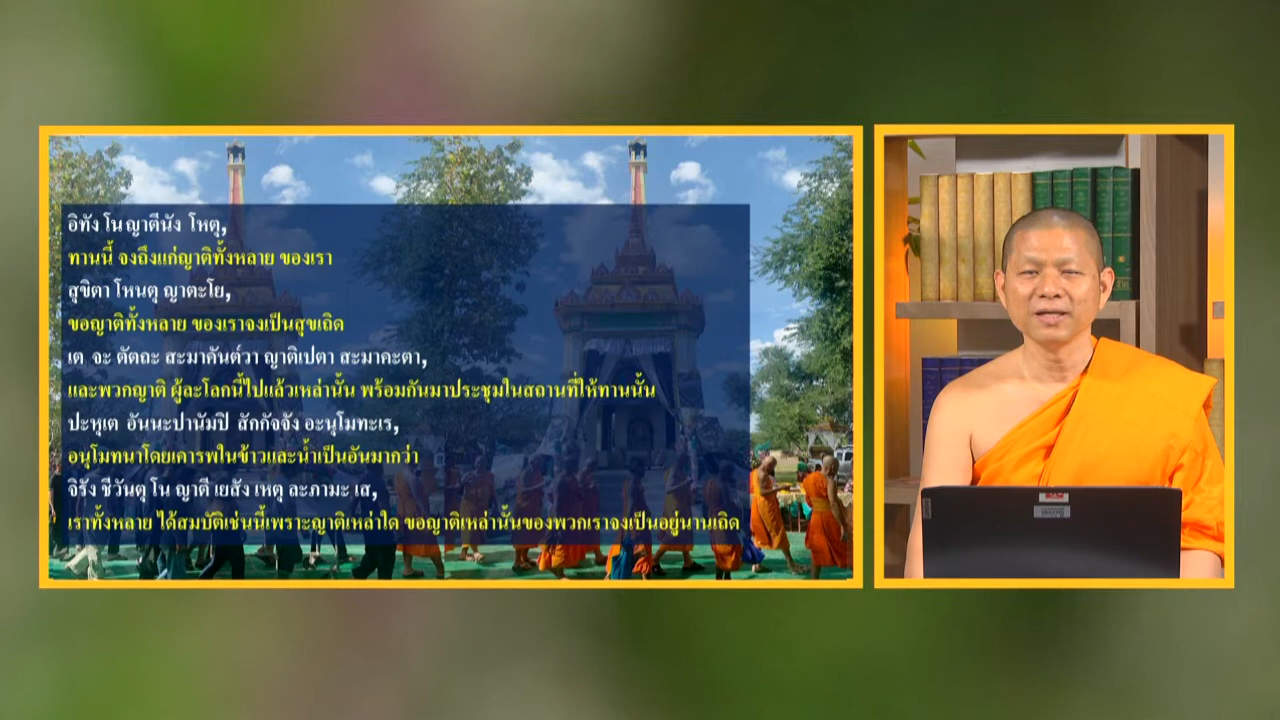 อิทัง โน ญาตีนัง โหตุ,
ทานนี้ จงถึงแก่ญาติทั้งหลาย ของเรา
สุขิตา โหนตุ ญาตะโย,
ขอญาติทั้งหลาย ของเราจงเป็นสุขเถิด
เต จะ ตัตถะ สะมาคันต์วา ญาติเปตา สะมาคะตา,
และพวกญาติ ผู้ละโลกนี้ไปแล้วเหล่านั้น พร้อมกันมาประชุมในสถานที่ให้ทานนั้น
ปะหุเต อันนะปานัมปิ สักกัจจัง อะนุโมทะเร,
อนุโมทนาโดยเคารพในข้าวและน้ำเป็นอันมากว่า
จิรัง ชีวันตุ โน ญาตี เยสัง เหตุ ละภามะ เส,
เราทั้งหลาย ได้สมบัติเช่นนี้เพราะญาติเหล่าใด ขอญาติเหล่านั้นของพวกเราจงเป็นอยู่นานเถิด